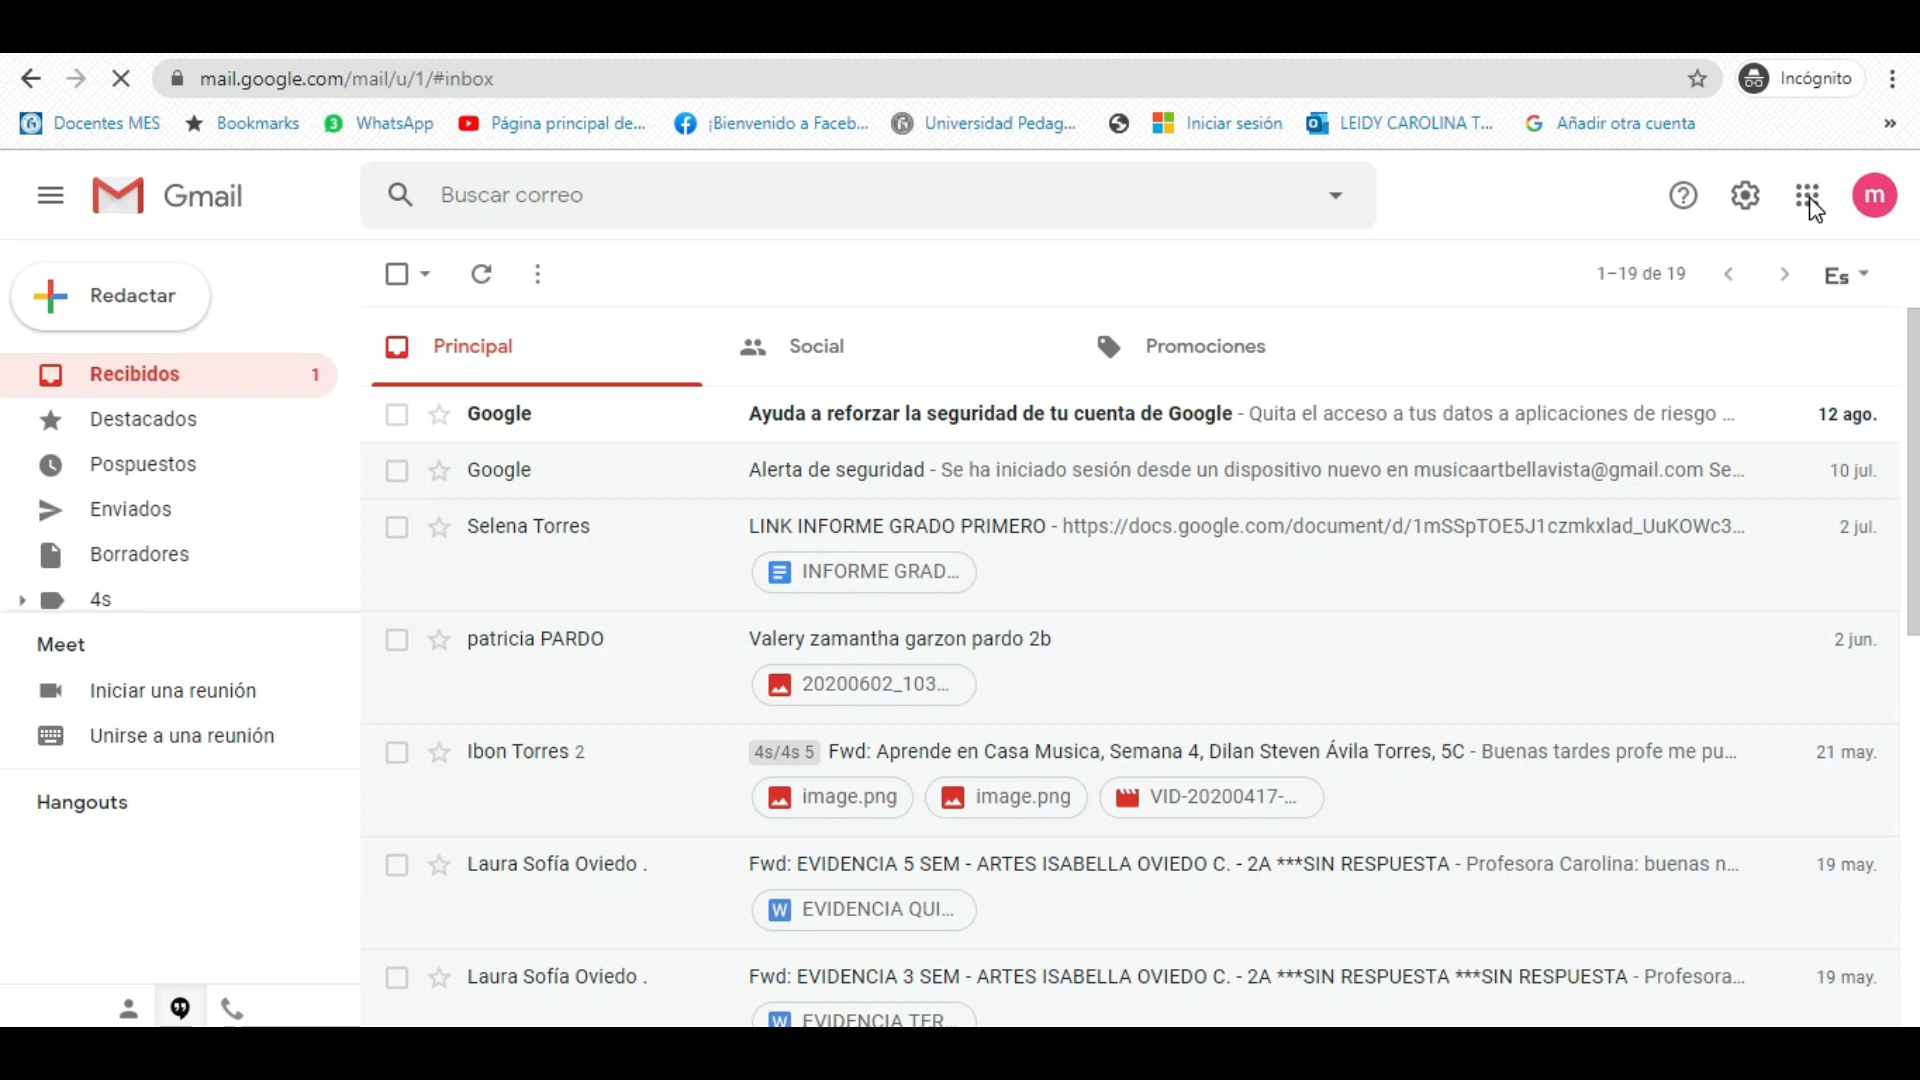 mail.google.com/mail/u/1/#inbox
Incógnito
Docentes MES
Bookmarks
3
WhatsApp
Página principal de...
¡Bienvenido a Faceb...
Universidad Pedag...
Iniciar sesión
LEIDY CAROLINA T...
Añadir otra cuenta
»
Gmail
Buscar correo
m
Redactar
1–19 de 19
Es
Principal
Social
Promociones
Recibidos 1
Destacados
Pospuestos
Enviados
Borradores
4s
Meet
Iniciar una reunión
Unirse a una reunión
Hangouts
Google Ayuda a reforzar la seguridad de tu cuenta de Google - Quita el acceso a tus datos a aplicaciones de riesgo ... 12 ago.
Google Alerta de seguridad - Se ha iniciado sesión desde un dispositivo nuevo en musicaartbellavista@gmail.com Se... 10 jul.
Selena Torres LINK INFORME GRADO PRIMERO - https://docs.google.com/document/d/1mSSpTOE5J1czmkxlad_UuKOWc3... 2 jul.
INFORME GRAD...
patricia PARDO Valery zamantha garzon pardo 2b 2 jun.
20200602_103...
Ibon Torres 2 4s/4s 5 Fwd: Aprende en Casa Musica, Semana 4, Dilan Steven Ávila Torres, 5C - Buenas tardes profe me pu... 21 may.
image.png image.png VID-20200417-...
Laura Sofía Oviedo . Fwd: EVIDENCIA 5 SEM - ARTES ISABELLA OVIEDO C. - 2A ***SIN RESPUESTA - Profesora Carolina: buenas n... 19 may.
W EVIDENCIA QUI...
Laura Sofía Oviedo . Fwd: EVIDENCIA 3 SEM - ARTES ISABELLA OVIEDO C. - 2A ***SIN RESPUESTA ***SIN RESPUESTA - Profesora... 19 may.
W EVIDENCIA TER...